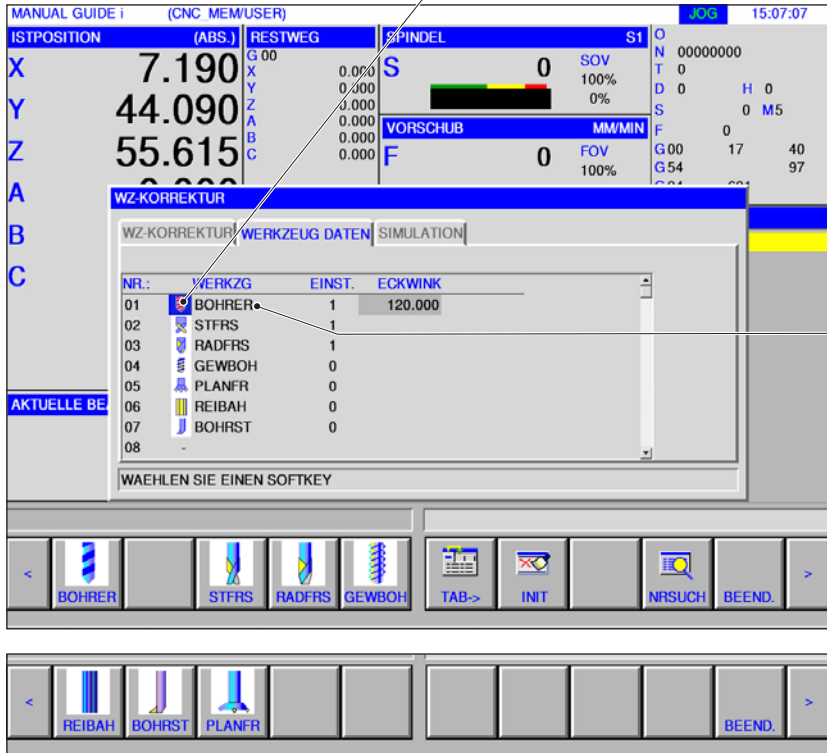 MANUAL GUIDE i (CNC_MEM/USER) JOG 15:07:07
ISTPOSITION (ABS.)
X 7.190
Y 44.090
Z 55.615
A
B
C
RESTWEG
G 00
X 0.000
Y 0.000
Z 0.000
A 0.000
B 0.000
C 0.000
SPINDEL S1
S 0 SOV
100%
0%
VORSCHUB MM/MIN
F 0 FOV
100%
O
N 00000000
T 0
D 0 H 0
S 0 M5
F 0
G00 17 40
G54 97
WZ-KORREKTUR
WZ-KORREKTUR WERKZEUG DATEN SIMULATION
NR.: WERKZG EINST. ECKWINK
01 BOHRER 1 120.000
02 STFRS 1
03 RADFRS 1
04 GEWBOH 0
05 PLANFR 0
06 REIBAH 0
07 BOHRST 0
08 -
WAEHLEN SIE EINEN SOFTKEY
AKTUELLE BE
< BOHRER STFRS RADFRS GEWBOH TAB-> INIT NRSUCH BEEND. >
< REIBAH BOHRST PLANFR BEEND. >